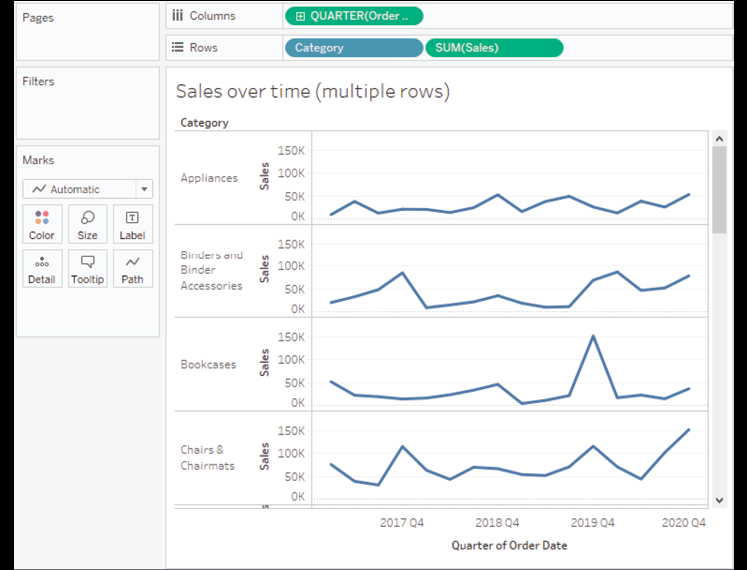 Pages
Columns
QUARTER(Order ..
Rows
Category
SUM(Sales)
Filters
Marks
Automatic
Color
Size
Label
Detail
Tooltip
Path
Sales over time (multiple rows)
Category
Appliances
Sales
150K
100K
50K
0K
Binders and
Binder
Accessories
Sales
150K
100K
50K
0K
Bookcases
Sales
150K
100K
50K
0K
Chairs &
Chairmats
Sales
150K
100K
50K
0K
2017 Q4
2018 Q4
2019 Q4
2020 Q4
Quarter of Order Date